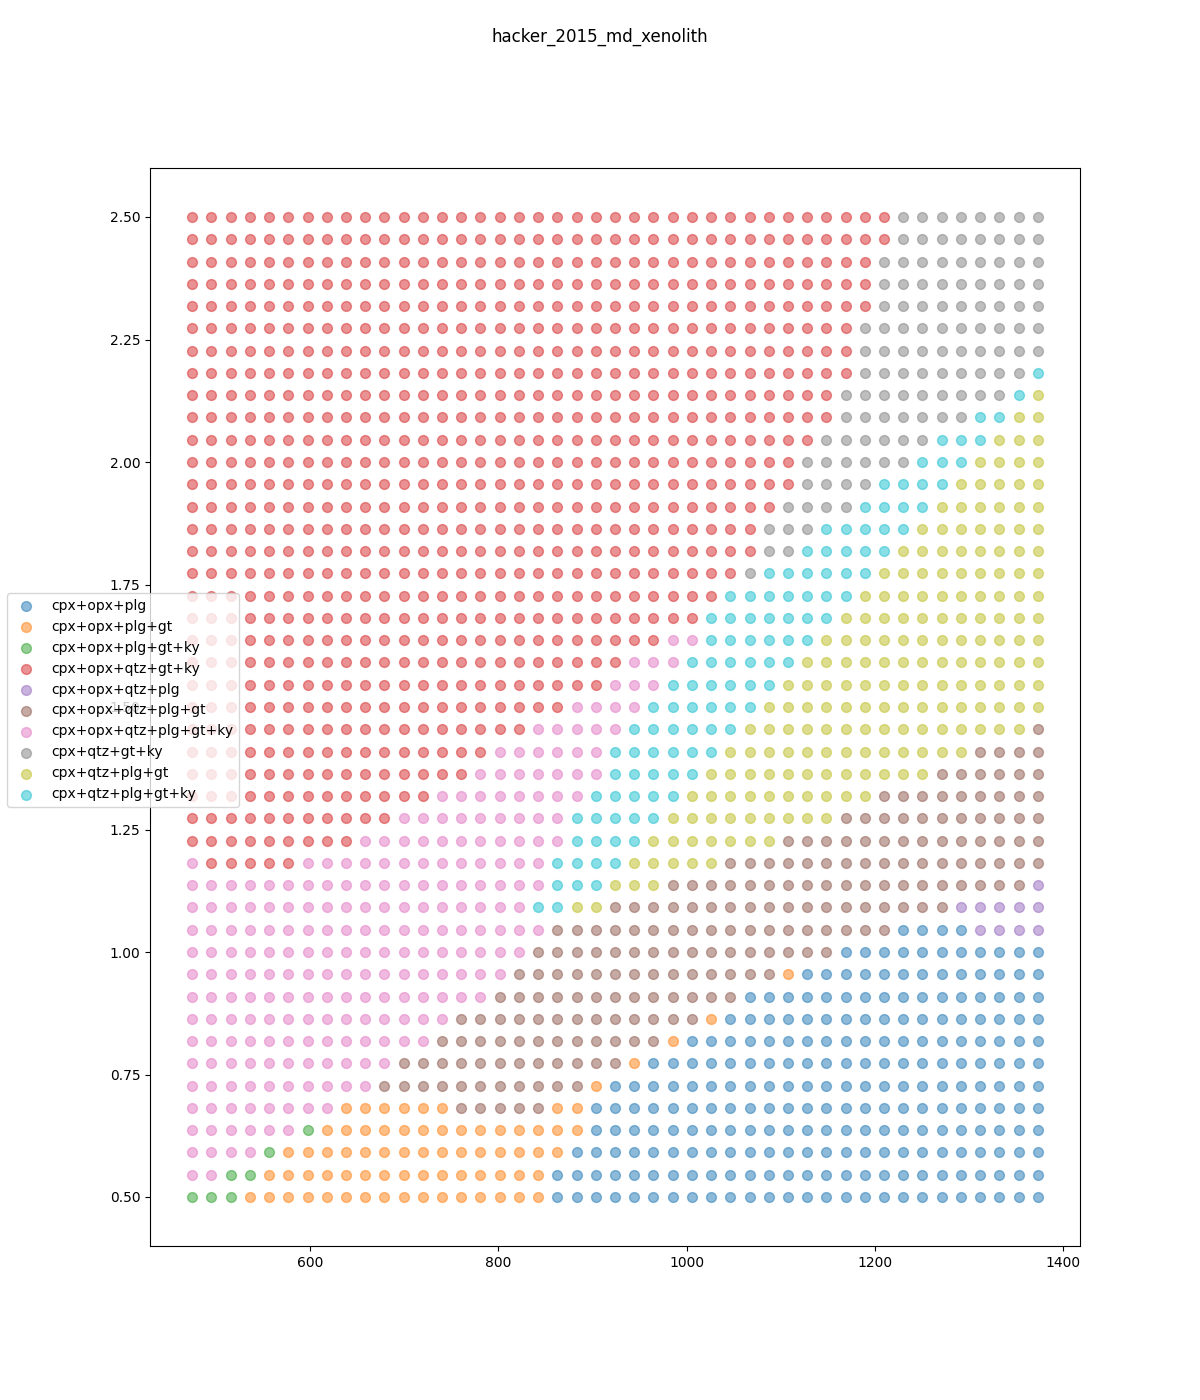 hacker_2015_md_xenolith
2.50
2.25
2.00
1.75
cpx+opx+plg
cpx+opx+plg+gt
cpx+opx+plg+gt+ky
cpx+opx+qtz+gt+ky
cpx+opx+qtz+plg
cpx+opx+qtz+plg+gt
1.50
cpx+opx+qtz+plg+gt+ky
cpx+qtz+gt+ky
cpx+qtz+plg+gt
cpx+qtz+plg+gt+ky
1.25
1.00
0.75
0.50
600 800 1000 1200 1400